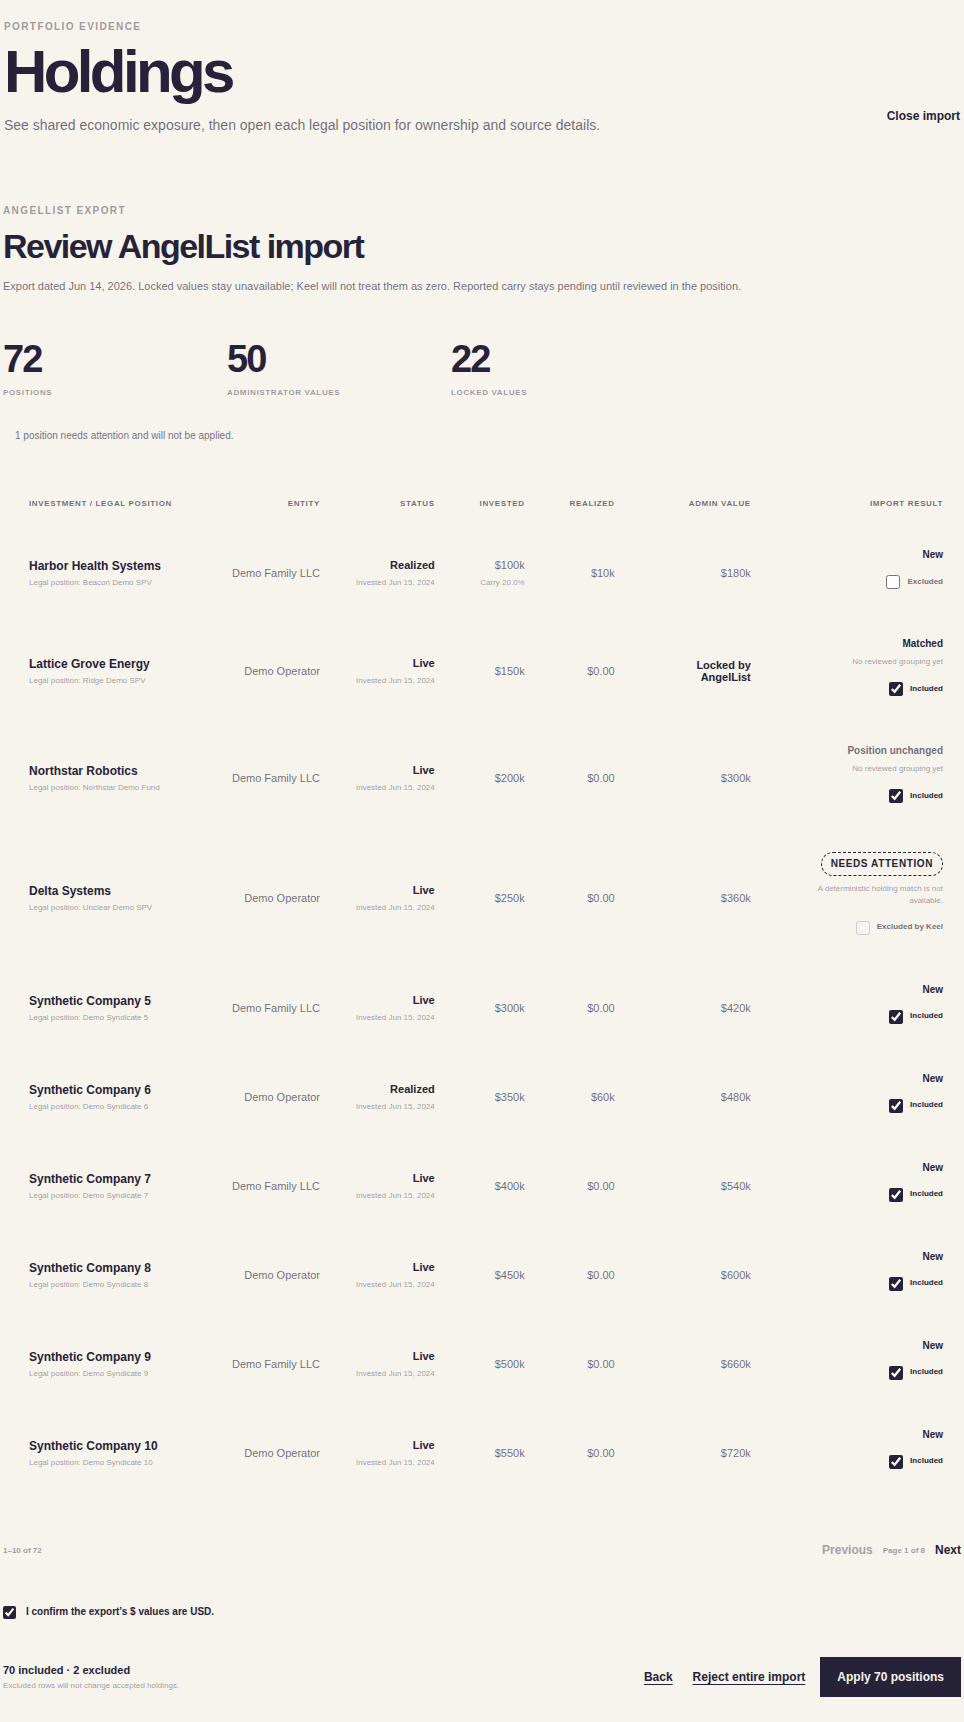 PORTFOLIO EVIDENCE
Holdings
See shared economic exposure, then open each legal position for ownership and source details.
Close import
ANGELLIST EXPORT
Review AngelList import
Export dated Jun 14, 2026. Locked values stay unavailable; Keel will not treat them as zero. Reported carry stays pending until reviewed in the position.
72 50 22
POSITIONS ADMINISTRATOR VALUES LOCKED VALUES
1 position needs attention and will not be applied.
INVESTMENT / LEGAL POSITION ENTITY STATUS INVESTED REALIZED ADMIN VALUE IMPORT RESULT
New
Harbor Health Systems Demo Family LLC Realized $100k $10k $180k
Legal position: Beacon Demo SPV Invested Jun 15, 2024 Carry 20.0% Excluded
Matched
Lattice Grove Energy Demo Operator Live $150k $0.00 Locked by AngelList No reviewed grouping yet
Legal position: Ridge Demo SPV Invested Jun 15, 2024 Included
Position unchanged
Northstar Robotics Demo Family LLC Live $200k $0.00 $300k No reviewed grouping yet
Legal position: Northstar Demo Fund Invested Jun 15, 2024 Included
NEEDS ATTENTION
Delta Systems Demo Operator Live $250k $0.00 $360k A deterministic holding match is not
available.
Legal position: Unclear Demo SPV Invested Jun 15, 2024 Excluded by Keel
New
Synthetic Company 5 Demo Family LLC Live $300k $0.00 $420k
Legal position: Demo Syndicate 5 Invested Jun 15, 2024 Included
New
Synthetic Company 6 Demo Operator Realized $350k $60k $480k
Legal position: Demo Syndicate 6 Invested Jun 15, 2024 Included
New
Synthetic Company 7 Demo Family LLC Live $400k $0.00 $540k
Legal position: Demo Syndicate 7 Invested Jun 15, 2024 Included
New
Synthetic Company 8 Demo Operator Live $450k $0.00 $600k
Legal position: Demo Syndicate 8 Invested Jun 15, 2024 Included
New
Synthetic Company 9 Demo Family LLC Live $500k $0.00 $660k
Legal position: Demo Syndicate 9 Invested Jun 15, 2024 Included
New
Synthetic Company 10 Demo Operator Live $550k $0.00 $720k
Legal position: Demo Syndicate 10 Invested Jun 15, 2024 Included
1–10 of 72 Previous Page 1 of 8 Next
I confirm the export's $ values are USD.
70 included · 2 excluded
Excluded rows will not change accepted holdings.
Back Reject entire import Apply 70 positions